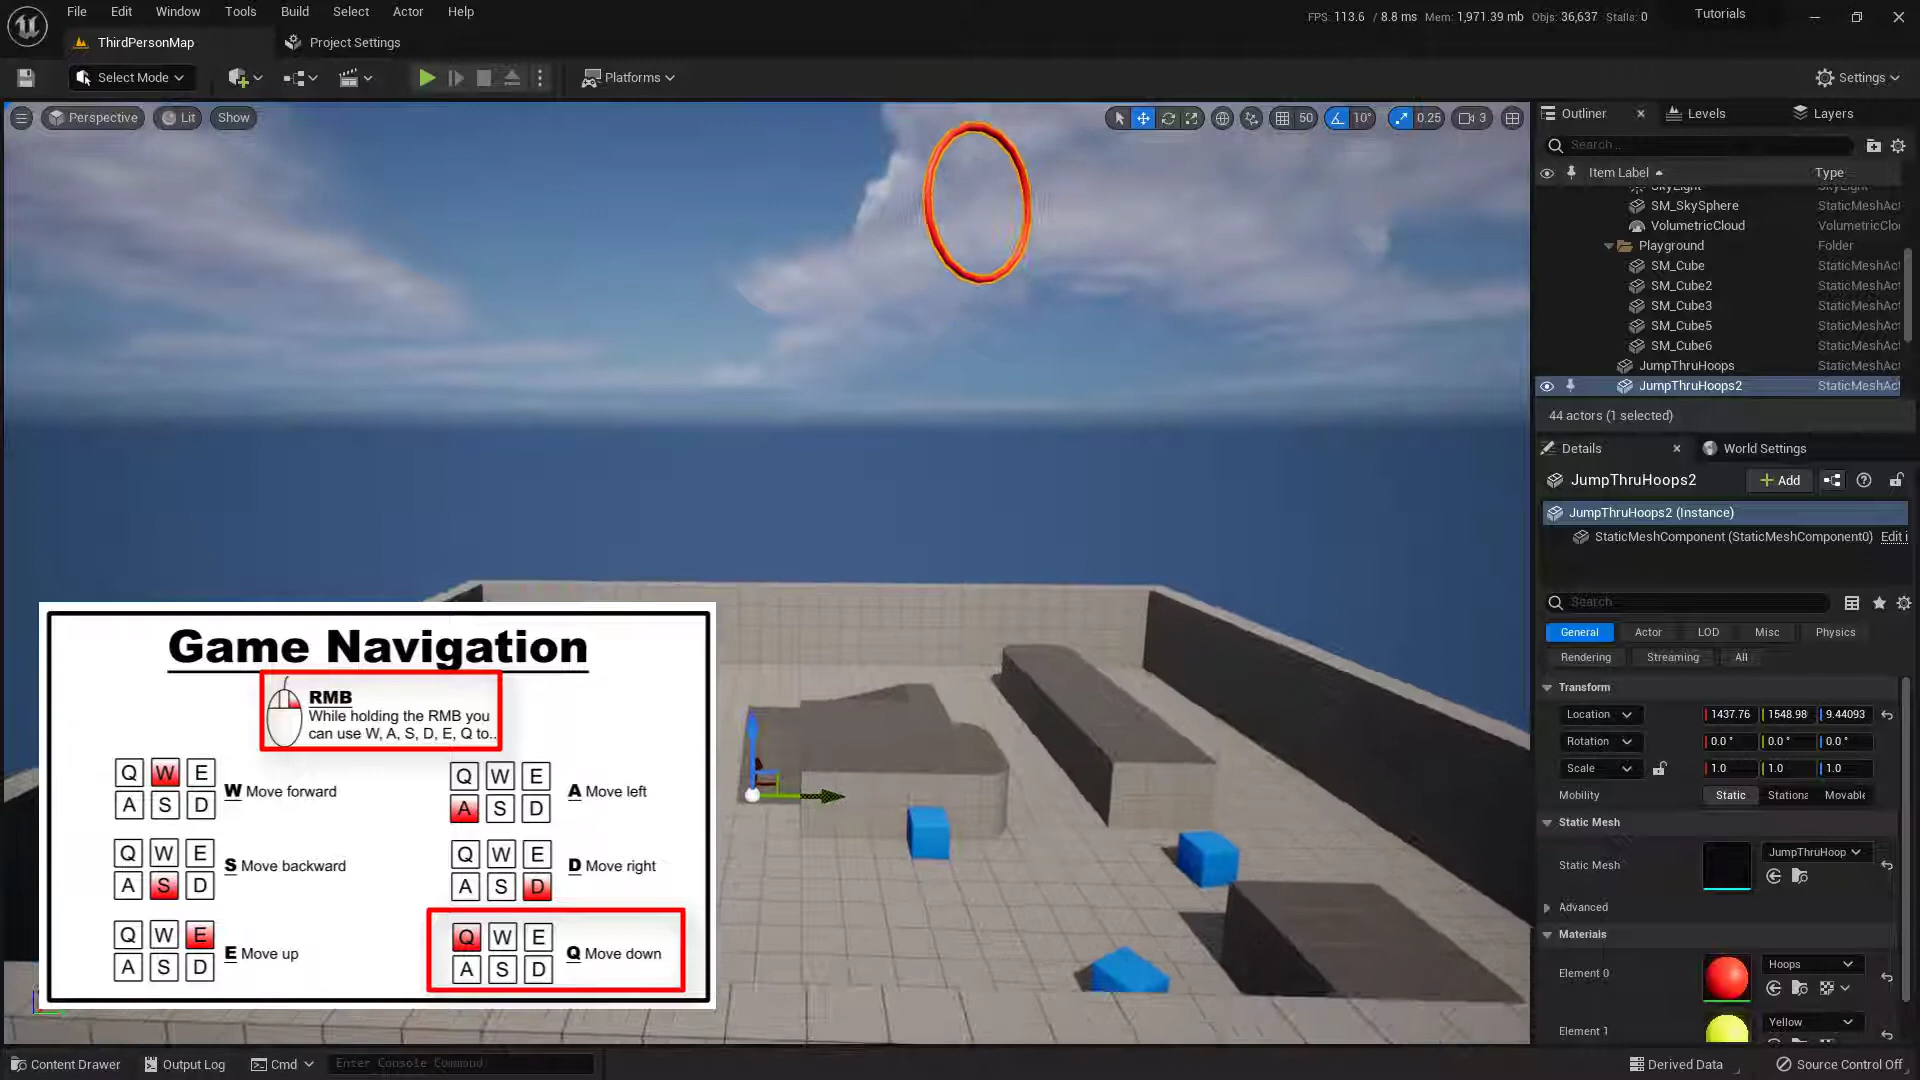 File Edit Window Tools Build Select Actor Help
FPS: 113.6 / 8.8 ms Mem: 1,971.39 mb Objs: 36,637 Stalls: 0
Tutorials
ThirdPersonMap
Project Settings
Select Mode
Platforms
Settings
Perspective
Lit
Show
50
10°
0.25
3
Outliner
Levels
Layers
Search...
Item Label
Type
SkyLight SkyLight
SM_SkySphere StaticMeshAct
VolumetricCloud VolumetricClou
Playground Folder
SM_Cube StaticMeshAct
SM_Cube2 StaticMeshAct
SM_Cube3 StaticMeshAct
SM_Cube5 StaticMeshAct
SM_Cube6 StaticMeshAct
JumpThruHoops StaticMeshAct
JumpThruHoops2 StaticMeshAct
44 actors (1 selected)
Details
World Settings
JumpThruHoops2
Add
JumpThruHoops2 (Instance)
StaticMeshComponent (StaticMeshComponent0) Edit i
Search
General Actor LOD Misc Physics
Rendering Streaming All
Transform
Location 1437.76 1548.98 9.44093
Rotation 0.0° 0.0° 0.0°
Scale 1.0 1.0 1.0
Mobility Static Stationa Movable
Static Mesh
Static Mesh JumpThruHoop
Advanced
Materials
Element 0 Hoops
Element 1 Yellow
Game Navigation
RMB
While holding the RMB you
can use W, A, S, D, E, Q to..
Q W E
A S D
W Move forward
Q W E
A S D
A Move left
Q W E
A S D
S Move backward
Q W E
A S D
D Move right
Q W E
A S D
E Move up
Q W E
A S D
Q Move down
Content Drawer
Output Log
Cmd
Enter Console Command
Derived Data
Source Control Off